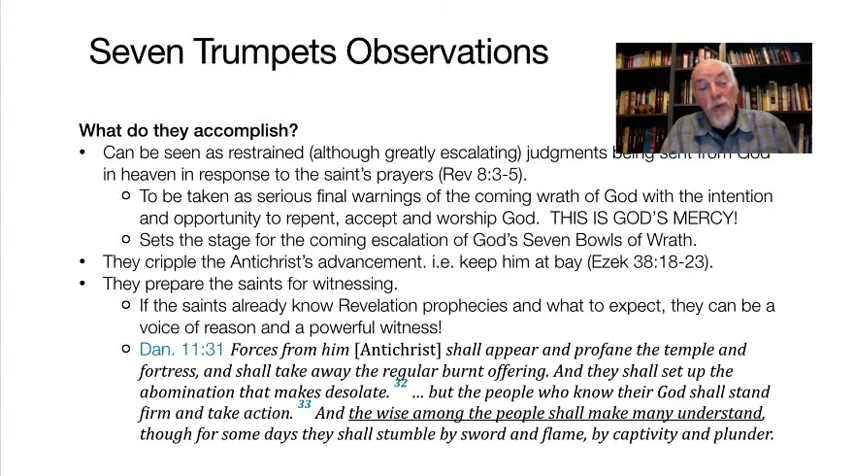 Seven Trumpets Observations
What do they accomplish?
• Can be seen as restrained (although greatly escalating) judgments being sent from God
in heaven in response to the saint's prayers (Rev 8:3-5).
o To be taken as serious final warnings of the coming wrath of God with the intention
and opportunity to repent, accept and worship God. THIS IS GOD'S MERCY!
o Sets the stage for the coming escalation of God's Seven Bowls of Wrath.
• They cripple the Antichrist's advancement. i.e. keep him at bay (Ezek 38:18-23).
• They prepare the saints for witnessing.
o If the saints already know Revelation prophecies and what to expect, they can be a
voice of reason and a powerful witness!
o Dan. 11:31 Forces from him [Antichrist] shall appear and profane the temple and
fortress, and shall take away the regular burnt offering. And they shall set up the
abomination that makes desolate. 32 ... but the people who know their God shall stand
firm and take action. 33 And the wise among the people shall make many understand,
though for some days they shall stumble by sword and flame, by captivity and plunder.